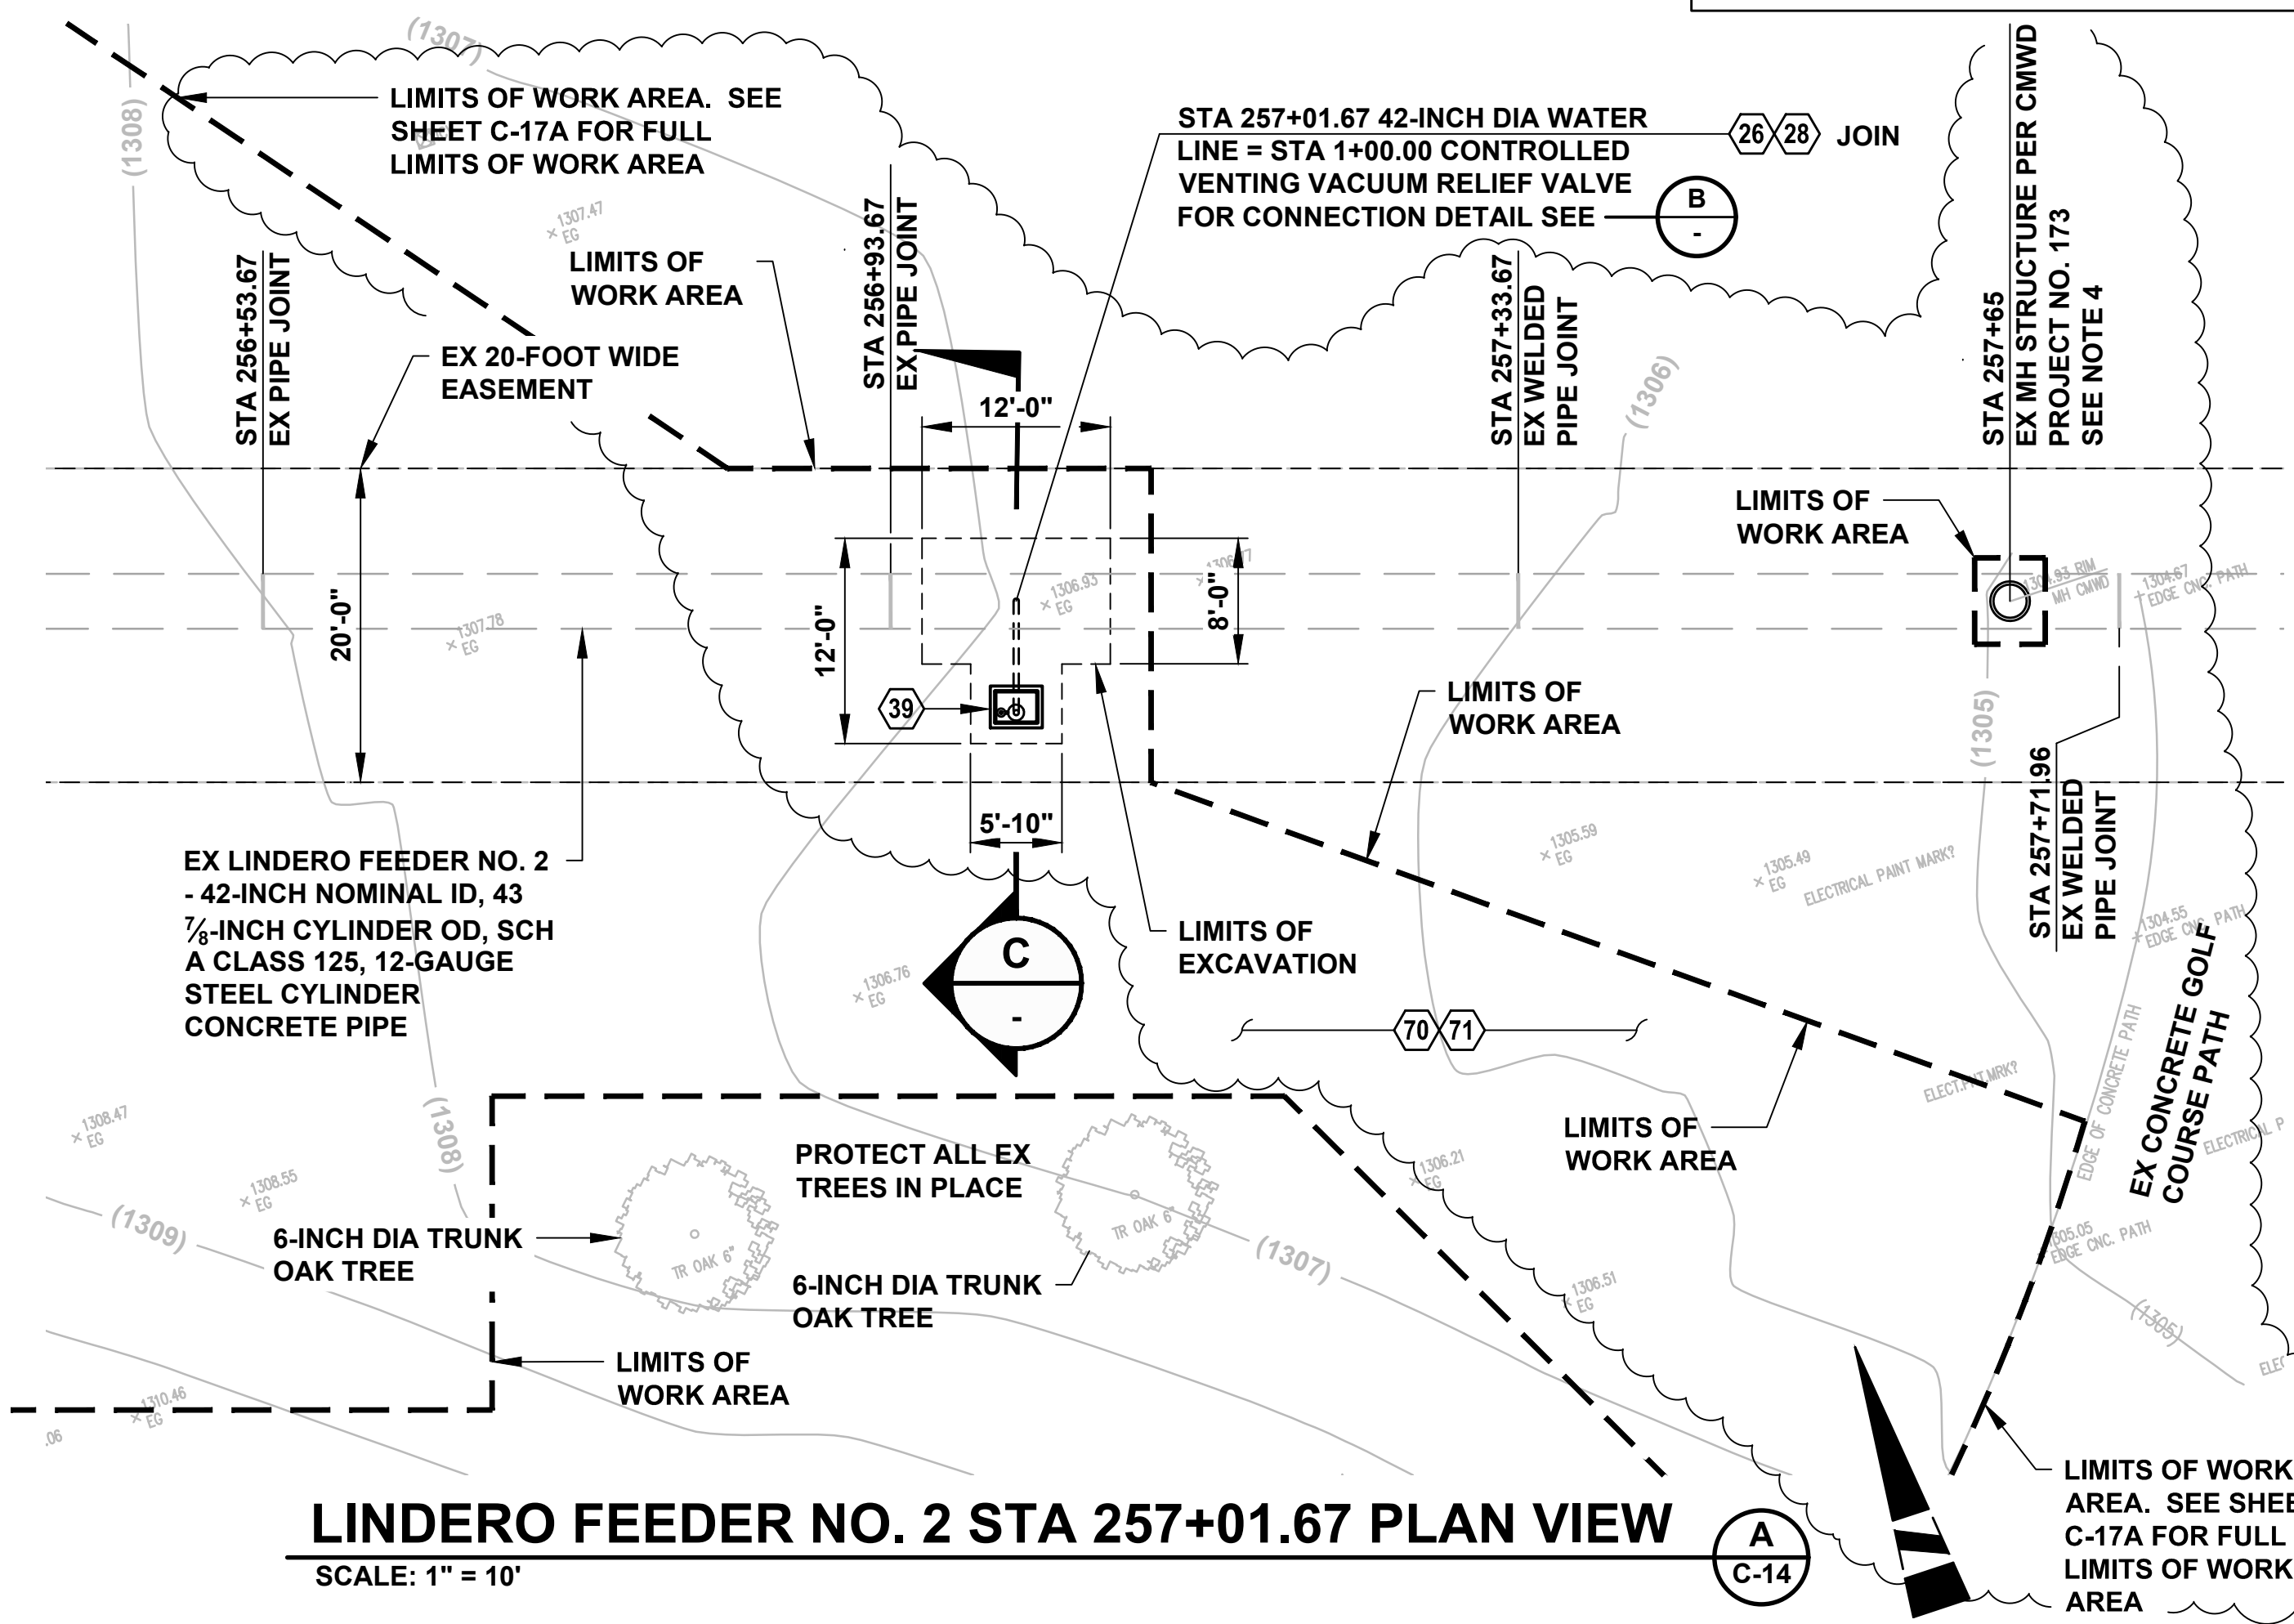 (1307)
(1308)
LIMITS OF WORK AREA. SEE
SHEET C-17A FOR FULL
LIMITS OF WORK AREA
STA 257+01.67 42-INCH DIA WATER
LINE = STA 1+00.00 CONTROLLED
VENTING VACUUM RELIEF VALVE
FOR CONNECTION DETAIL SEE
26 28 JOIN
B
-
1307.47
EG
LIMITS OF
WORK AREA
STA 256+53.67
EX PIPE JOINT
STA 256+93.67
EX PIPE JOINT
STA 257+33.67
EX WELDED
PIPE JOINT
STA 257+65
EX MH STRUCTURE PER CMWD
PROJECT NO. 173
SEE NOTE 4
EX 20-FOOT WIDE
EASEMENT
12'-0"
(1306)
LIMITS OF
WORK AREA
20'-0"
1307.78
EG
12'-0"
1306.93
EG
8'-0"
1304.93 RIM
MH CMWD
1304.67
EDGE CNC. PATH
39
LIMITS OF
WORK AREA
(1305)
STA 257+71.96
EX WELDED
PIPE JOINT
5'-10"
EX LINDERO FEEDER NO. 2
- 42-INCH NOMINAL ID, 43
⅞-INCH CYLINDER OD, SCH
A CLASS 125, 12-GAUGE
STEEL CYLINDER
CONCRETE PIPE
1305.59
EG
1305.49
EG
ELECTRICAL PAINT MARK?
1304.55
EDGE CNC. PATH
LIMITS OF
EXCAVATION
C
-
1306.76
EG
70 71
EX CONCRETE GOLF
COURSE PATH
EDGE OF CONCRETE PATH
ELECT.PNT.MRK?
ELECTRICAL P
1308.47
EG
(1308)
PROTECT ALL EX
TREES IN PLACE
LIMITS OF
WORK AREA
1306.21
EG
1308.55
EG
(1309)
6-INCH DIA TRUNK
OAK TREE
TR OAK 6"
TR OAK 6"
6-INCH DIA TRUNK
OAK TREE
(1307)
1306.51
EG
EDGE CNC. PATH
(1305)
LIMITS OF
WORK AREA
1310.46
EG
.06
LIMITS OF WORK
AREA. SEE SHEE
C-17A FOR FULL
LIMITS OF WORK
AREA
LINDERO FEEDER NO. 2 STA 257+01.67 PLAN VIEW
SCALE: 1" = 10'
A
C-14